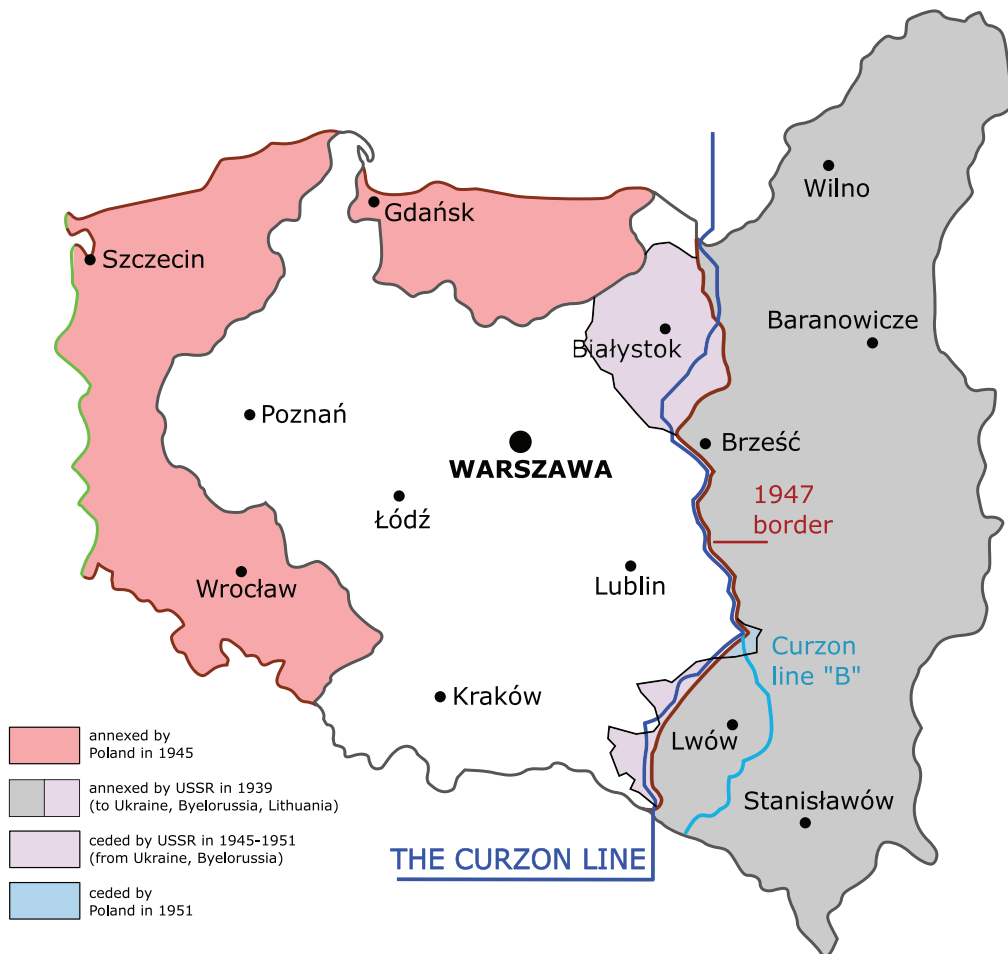 Wilno
Gdańsk
Szczecin
Baranowicze
Białystok
Poznań
Brześć
WARSZAWA
1947
border
Łódź
Lublin
Wrocław
Curzon
line "B"
Kraków
Lwów
annexed by
Poland in 1945
annexed by USSR in 1939
(to Ukraine, Byelorussia, Lithuania)
Stanisławów
ceded by USSR in 1945-1951
(from Ukraine, Byelorussia)
THE CURZON LINE
ceded by
Poland in 1951